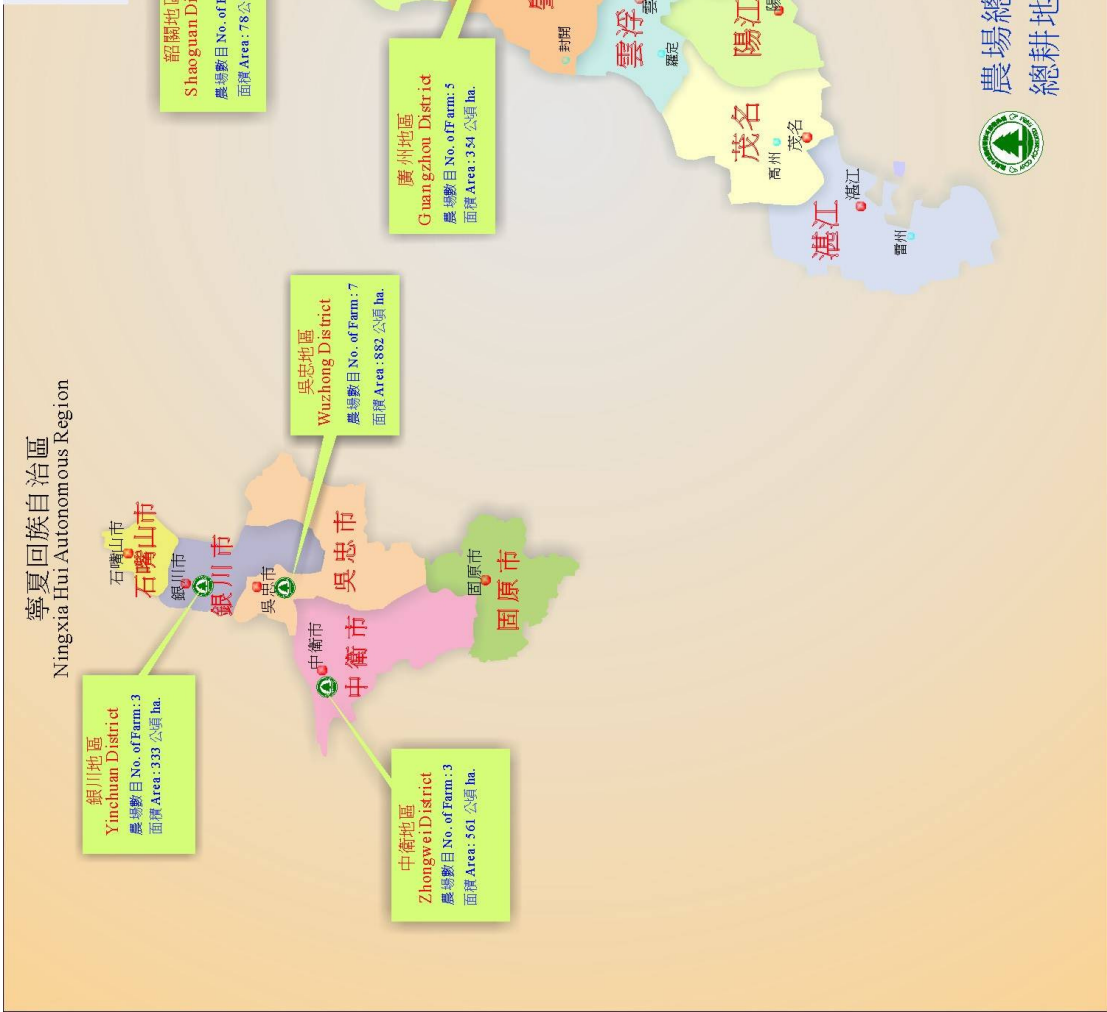 寧夏回族自治區
Ningxia Hui Autonomous Region
石嘴山市
石嘴山市
銀川市
銀川市
吳忠市
吳忠市
中衛市
中衛市
固原市
固原市
銀川地區
Yinchuan District
農場數目 No. of Farm: 3
面積 Area: 333 公頃 ha.
中衛地區
Zhongwei District
農場數目 No. of Farm: 3
面積 Area: 561 公頃 ha.
吳忠地區
Wuzhong District
農場數目 No. of Farm: 7
面積 Area: 882 公頃 ha.
韶關地區
Shaoguan Di
農場數目 No. of
面積 Area: 78 公
廣州地區
Guangzhou District
農場數目 No. of Farm: 5
面積 Area: 354 公頃 ha.
封開
雲浮
羅定
陽江
茂名
高州
茂名
湛江
湛江
雷州
農場總
總耕地